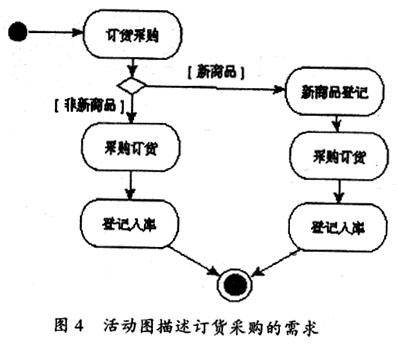 订货采购
[ 新商品 ]
新商品登记
[ 非新商品 ]
采购订货
采购订货
登记入库
登记入库
图 4 活动图描述订货采购的需求